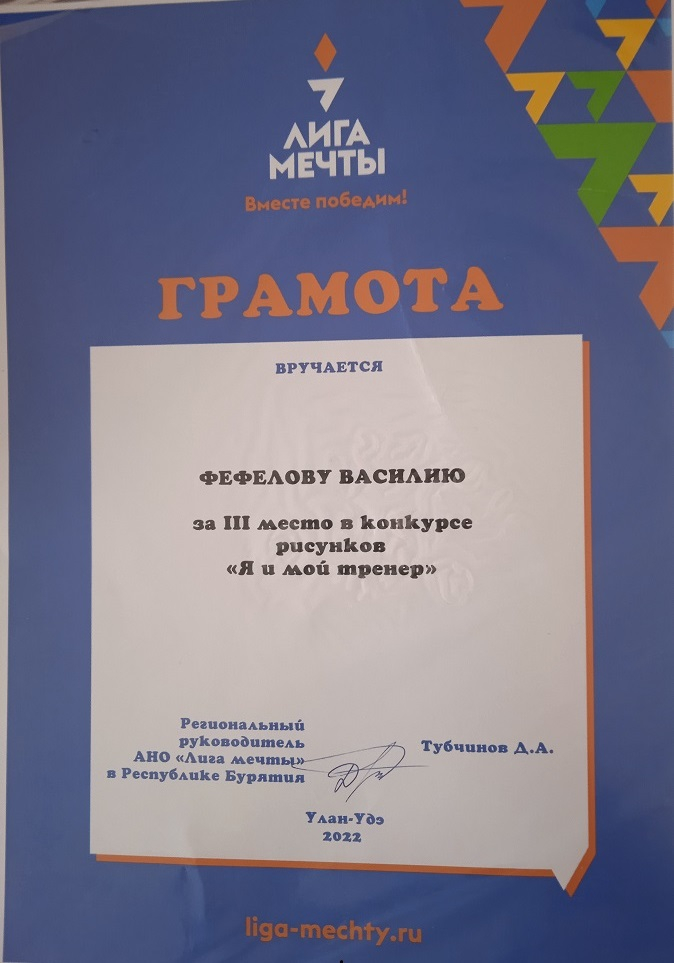 ЛИГА
МЕЧТЫ
Вместе победим!
ГРАМОТА
ВРУЧАЕТСЯ
ФЕФЕЛОВУ ВАСИЛИЮ
за III место в конкурсе
рисунков
«Я и мой тренер»
Региональный
руководитель
АНО «Лига мечты»
в Республике Бурятия
Тубчинов Д.А.
Улан-Удэ
2022
liga-mechty.ru